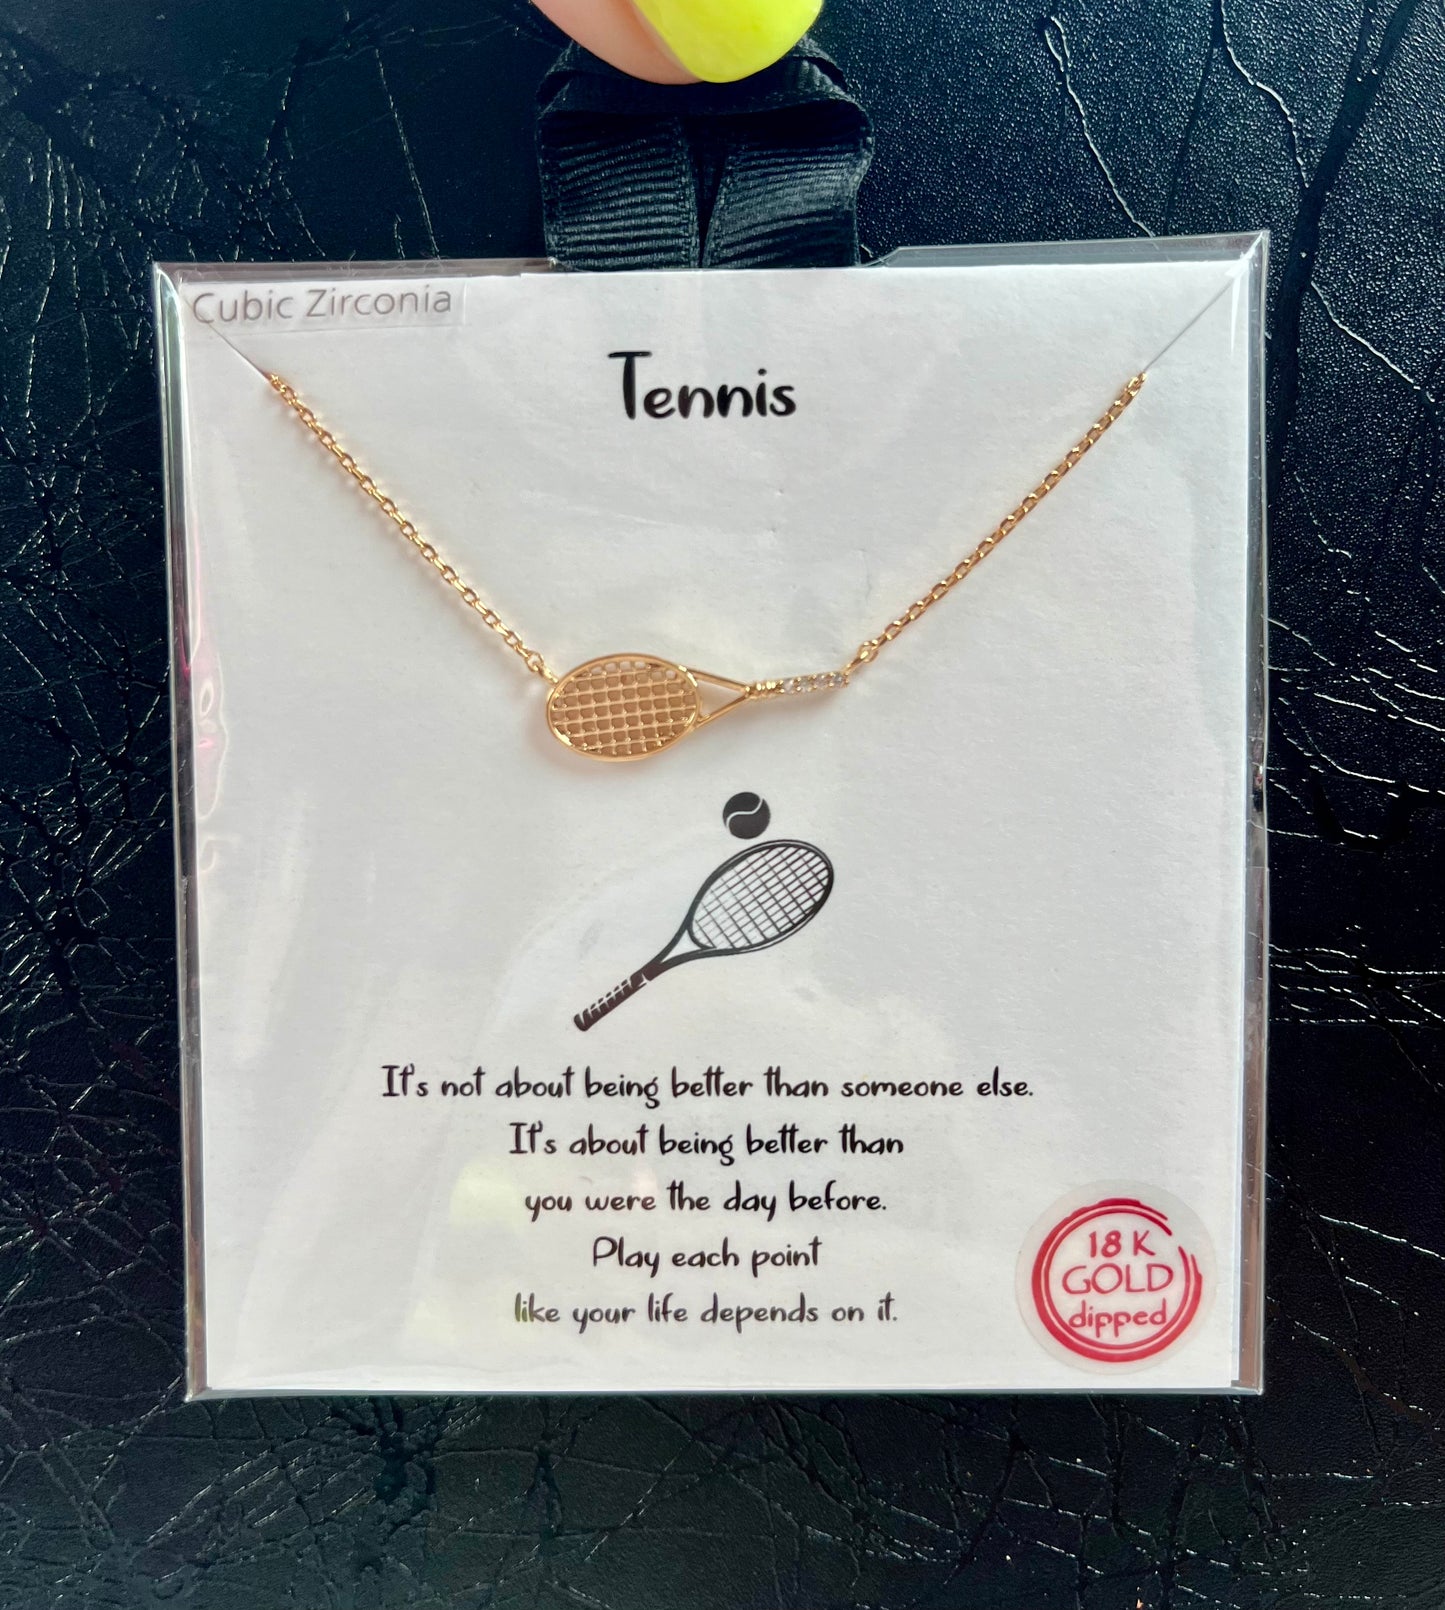 Cubic Zirconia
Tennis
It's not about being better than someone else.
It's about being better than
you were the day before.
Play each point
like your life depends on it.
18 K
GOLD
dipped